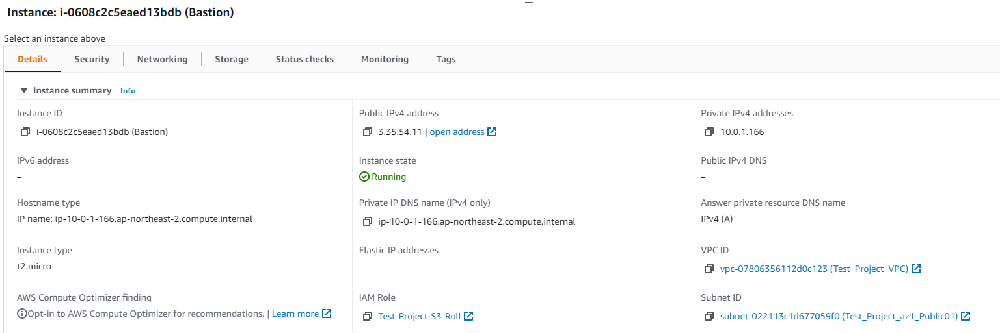 Instance: i-0608c2c5eaed13bdb (Bastion)
Select an instance above
Details
Security
Networking
Storage
Status checks
Monitoring
Tags
Instance summary Info
Instance ID
i-0608c2c5eaed13bdb (Bastion)
Public IPv4 address
3.35.54.11 | open address
Private IPv4 addresses
10.0.1.166
IPv6 address
–
Instance state
Running
Public IPv4 DNS
–
Hostname type
IP name: ip-10-0-1-166.ap-northeast-2.compute.internal
Private IP DNS name (IPv4 only)
ip-10-0-1-166.ap-northeast-2.compute.internal
Answer private resource DNS name
IPv4 (A)
Instance type
t2.micro
Elastic IP addresses
–
VPC ID
vpc-07806356112d0c123 (Test_Project_VPC)
AWS Compute Optimizer finding
Opt-in to AWS Compute Optimizer for recommendations. | Learn more
IAM Role
Test-Project-S3-Roll
Subnet ID
subnet-022113c1d677059f0 (Test_Project_az1_Public01)